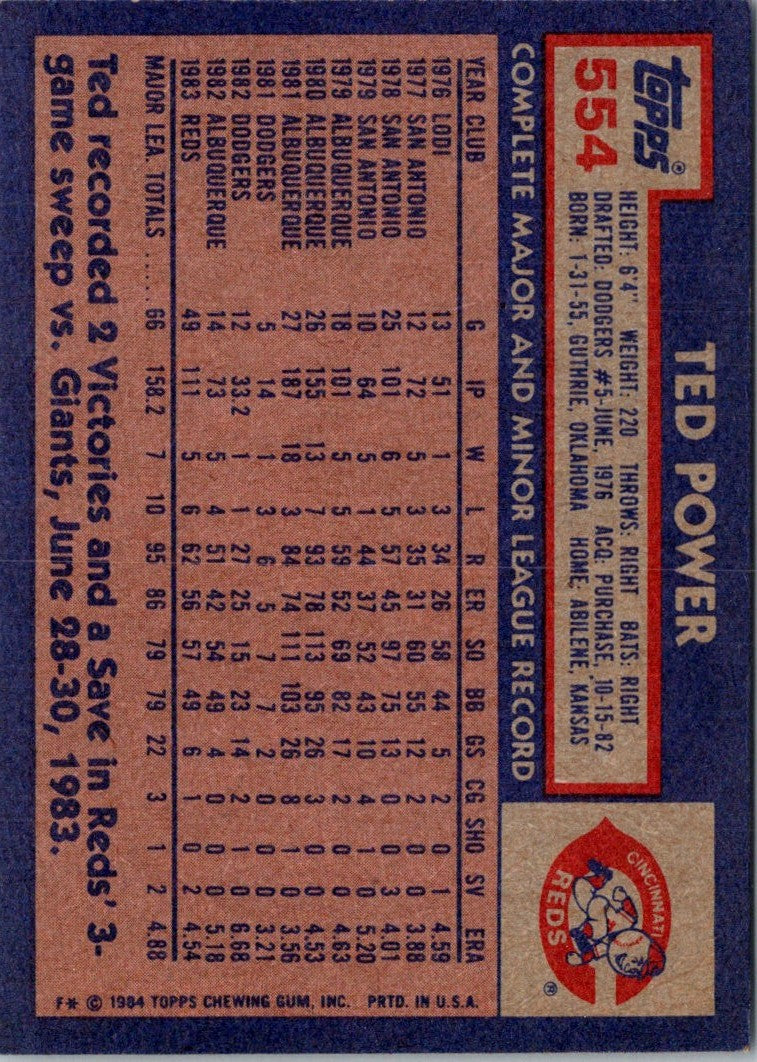 topps® 554
TED POWER
HEIGHT: 6'4" WEIGHT: 220 THROWS: RIGHT BATS: RIGHT
DRAFTED: DODGERS #5-JUNE, 1976 ACQ: PURCHASE, 10-15-82
BORN: 1-31-55, GUTHRIE, OKLAHOMA HOME: ABILENE, KANSAS
CINCINNATI
REDS ®
COMPLETE MAJOR AND MINOR LEAGUE RECORD
YEAR CLUB G IP W L R ER SO BB GS CG SHO SV ERA
1976 LODI 13 51 1 3 34 26 58 44 5 2 0 1 4.59
1977 SAN ANTONIO 12 72 5 3 35 31 60 55 12 2 0 0 3.88
1978 SAN ANTONIO 25 101 6 5 57 45 97 75 13 0 0 3 4.01
1979 SAN ANTONIO 10 64 5 1 44 37 52 43 10 4 1 0 5.20
1979 ALBUQUERQUE 18 101 5 5 59 52 69 82 17 2 0 0 4.63
1980 ALBUQUERQUE 26 155 13 7 93 78 113 95 26 3 0 0 4.53
1981 ALBUQUERQUE 27 187 18 3 84 74 111 103 26 8 1 0 3.56
1981 DODGERS 5 14 1 3 6 5 7 7 2 0 0 0 3.21
1982 DODGERS 12 33.2 1 1 27 25 15 23 14 2 1 0 6.68
1982 ALBUQUERQUE 14 73 5 4 51 42 54 49 4 0 0 0 5.18
1983 REDS 49 111 5 6 62 56 57 49 6 1 0 2 4.54
MAJOR LEA. TOTALS ..... 66 158.2 7 10 95 86 79 79 22 3 1 2 4.88
Ted recorded 2 Victories and a Save in Reds' 3-
game sweep vs. Giants, June 28-30, 1983.
F* © 1984 TOPPS CHEWING GUM, INC. PRTD. IN U.S.A.